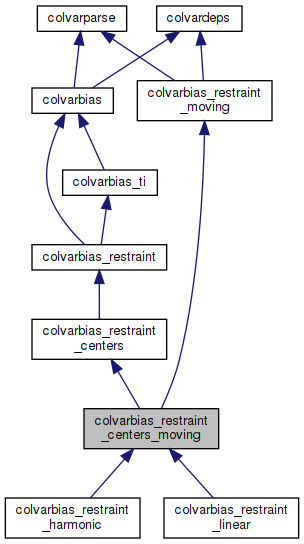 colvarparse
colvardeps
colvarbias
colvarbias_restraint
_moving
colvarbias_ti
colvarbias_restraint
colvarbias_restraint
_centers
colvarbias_restraint
_centers_moving
colvarbias_restraint
_harmonic
colvarbias_restraint
_linear